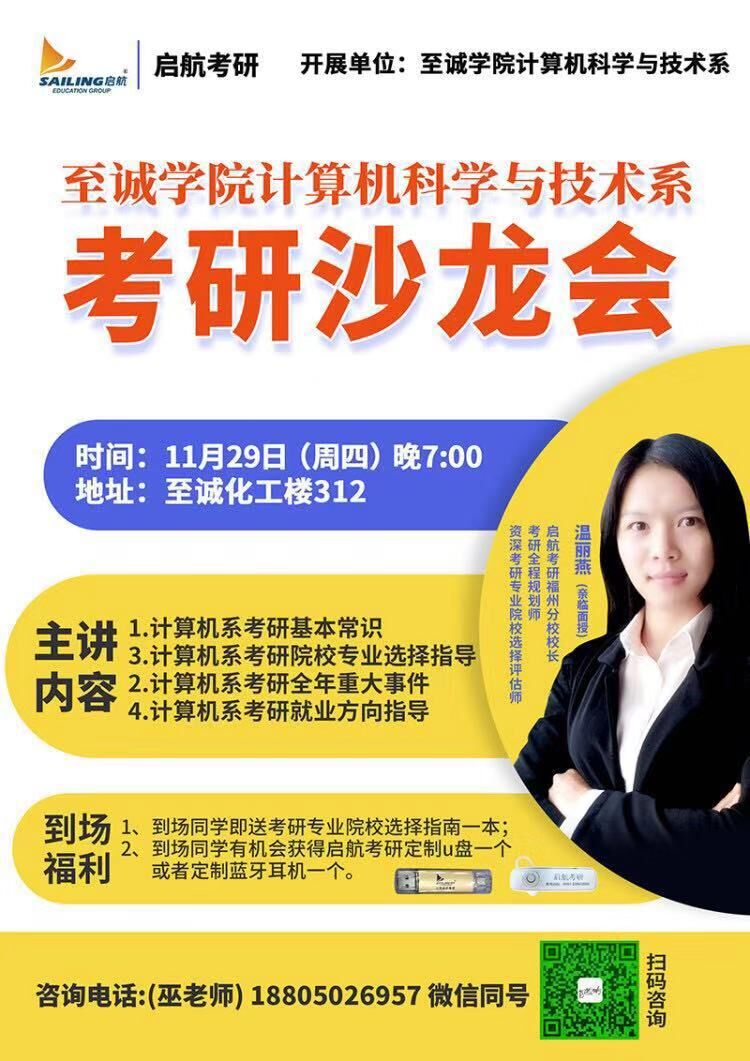 SAILING启航
EDUCATION GROUP
启航考研
开展单位：至诚学院计算机科学与技术系
至诚学院计算机科学与技术系
考研沙龙会
时间：11月29日（周四）晚7:00
地址：至诚化工楼312
温丽燕（亲临面授）
启航考研福州分校校长
考研全程规划师
资深考研专业院校选择评估师
主讲
内容
1.计算机系考研基本常识
3.计算机系考研院校专业选择指导
2.计算机系考研全年重大事件
4.计算机系考研就业方向指导
到场
福利
1、到场同学即送考研专业院校选择指南一本；
2、到场同学有机会获得启航考研定制u盘一个
或者定制蓝牙耳机一个。
启航考研
咨询电话:(巫老师) 18805026957 微信同号
扫码咨询